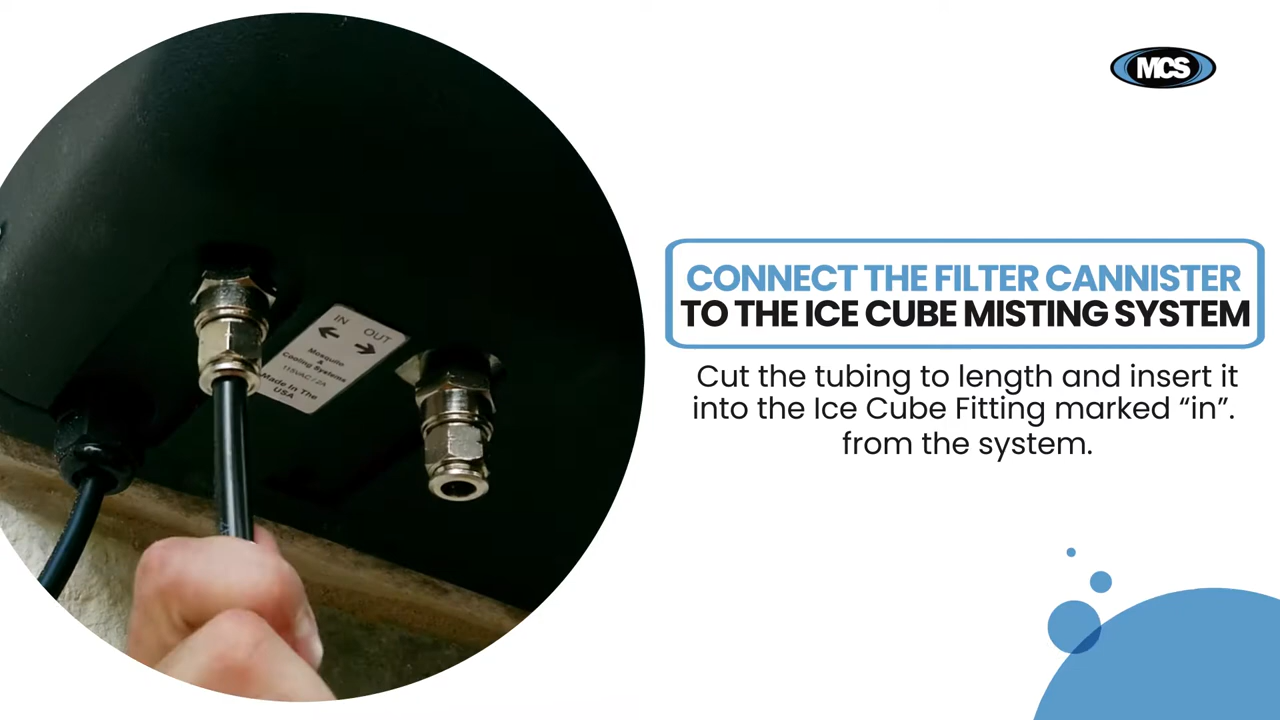 IN
OUT
Mosquito
&
Cooling Systems
115VAC / 2A
Made In The
USA
MCS
CONNECT THE FILTER CANNISTER
TO THE ICE CUBE MISTING SYSTEM
Cut the tubing to length and insert it
into the Ice Cube Fitting marked “in”.
from the system.